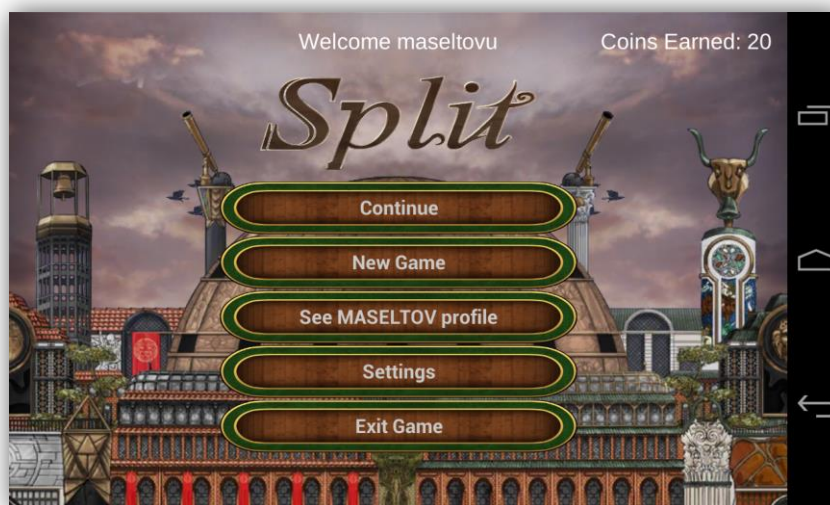 Welcome maseltovu
Coins Earned: 20
Split
Continue
New Game
See MASELTOV profile
Settings
Exit Game